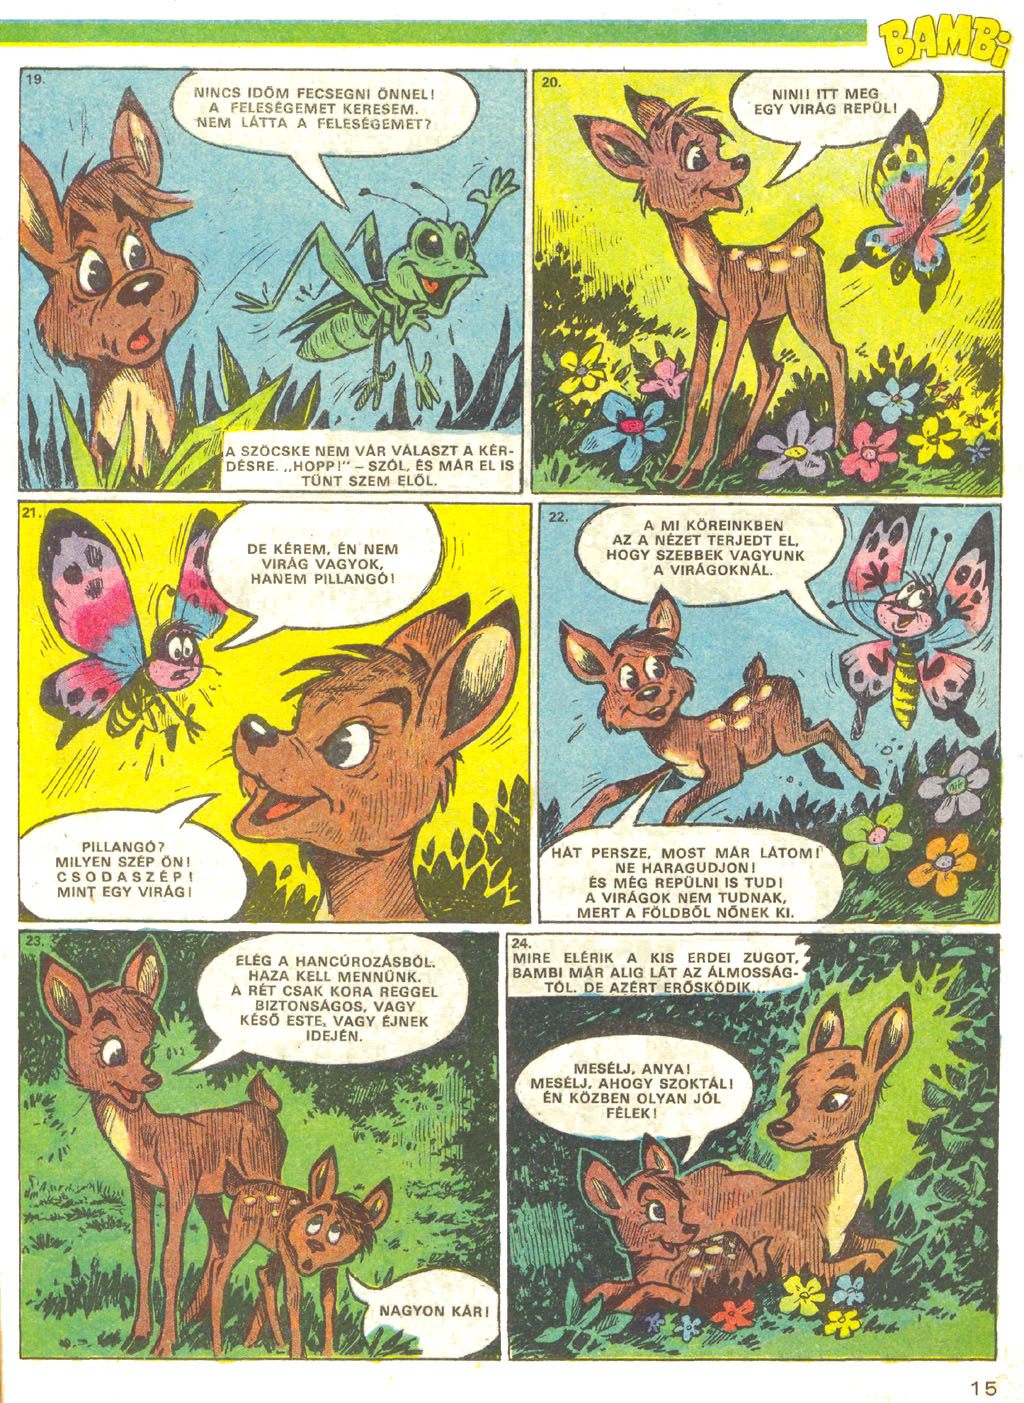 BAMBi
19.
NINCS IDŐM FECSEGNI ÖNNEL!
A FELESÉGEMET KERESEM.
NEM LÁTTA A FELESÉGEMET?
A SZÖCSKE NEM VÁR VÁLASZT A KÉR-
DÉSRE. „HOPP!" – SZÓL, ÉS MÁR EL IS
TŰNT SZEM ELŐL.
20.
NINI! ITT MEG
EGY VIRÁG REPÜL!
21.
DE KÉREM, ÉN NEM
VIRÁG VAGYOK,
HANEM PILLANGÓ!
PILLANGÓ?
MILYEN SZÉP ÖN!
CSODASZÉP!
MINT EGY VIRÁG!
22.
A MI KÖREINKBEN
AZ A NÉZET TERJEDT EL,
HOGY SZEBBEK VAGYUNK
A VIRÁGOKNÁL.
HÁT PERSZE, MOST MÁR LÁTOM!
NE HARAGUDJON!
ÉS MÉG REPÜLNI IS TUD!
A VIRÁGOK NEM TUDNAK,
MERT A FÖLDBŐL NŐNEK KI.
23.
ELÉG A HANCÚROZÁSBÓL.
HAZA KELL MENNÜNK.
A RÉT CSAK KORA REGGEL
BIZTONSÁGOS, VAGY
KÉSŐ ESTE, VAGY ÉJNEK
IDEJÉN.
NAGYON KÁR!
24.
MIRE ELÉRIK A KIS ERDEI ZUGOT,
BAMBI MÁR ALIG LÁT AZ ÁLMOSSÁG-
TÓL. DE AZÉRT ERŐSKÖDIK...
MESÉLJ, ANYA!
MESÉLJ, AHOGY SZOKTÁL!
ÉN KÖZBEN OLYAN JÓL
FÉLEK!
15